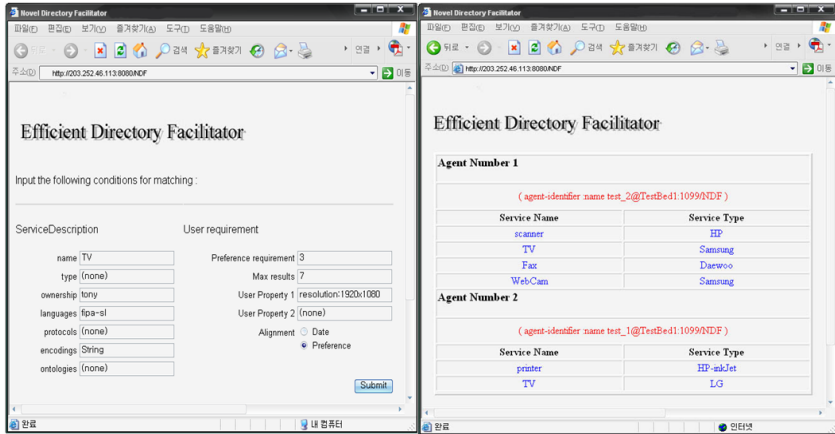 Novel Directory Facilitator
파일(F) 편집(E) 보기(V) 즐겨찾기(A) 도구(T) 도움말(H)
뒤로 검색 즐겨찾기 연결
주소(D) http://203.252.46.113:8080/NDF 이동
Efficient Directory Facilitator
Input the following conditions for matching :
ServiceDescription User requirement
name TV Preference requirement 3
type (none) Max results 7
ownership tony User Property 1 resolution:1920x1080
languages fipa-sl User Property 2 (none)
protocols (none) Alignment Date
encodings String Preference
ontologies (none)
Submit
완료 내 컴퓨터
Novel Directory Facilitator
파일(F) 편집(E) 보기(V) 즐겨찾기(A) 도구(T) 도움말(H)
뒤로 검색 즐겨찾기 연결
주소(D) http://203.252.46.113:8080/NDF 이동
Efficient Directory Facilitator
Agent Number 1
( agent-identifier :name test_2@TestBed1:1099/NDF )
Service Name Service Type
scanner HP
TV Samsung
Fax Daewoo
WebCam Samsung
Agent Number 2
( agent-identifier :name test_1@TestBed1:1099/NDF )
Service Name Service Type
printer HP-inkJet
TV LG
완료 인터넷